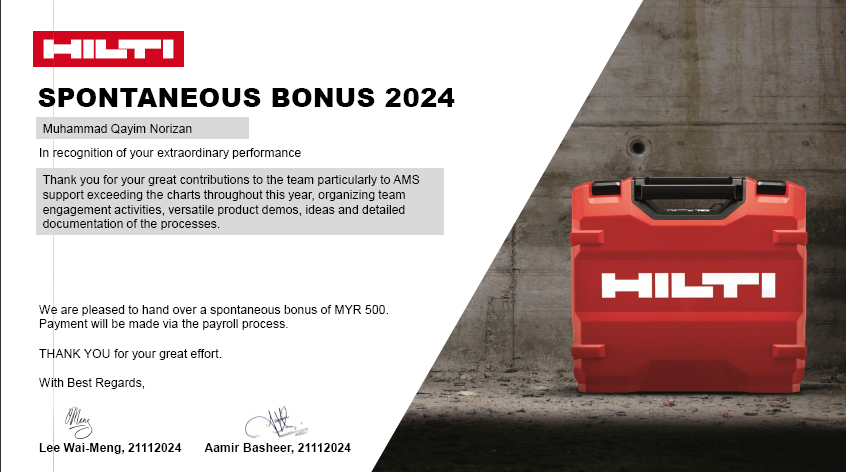 HILTI
SPONTANEOUS BONUS 2024
Muhammad Qayim Norizan
In recognition of your extraordinary performance
Thank you for your great contributions to the team particularly to AMS
support exceeding the charts throughout this year, organizing team
engagement activities, versatile product demos, ideas and detailed
documentation of the processes.
HILTI
We are pleased to hand over a spontaneous bonus of MYR 500.
Payment will be made via the payroll process.
THANK YOU for your great effort.
With Best Regards,
Lee Wai-Meng, 21112024 Aamir Basheer, 21112024